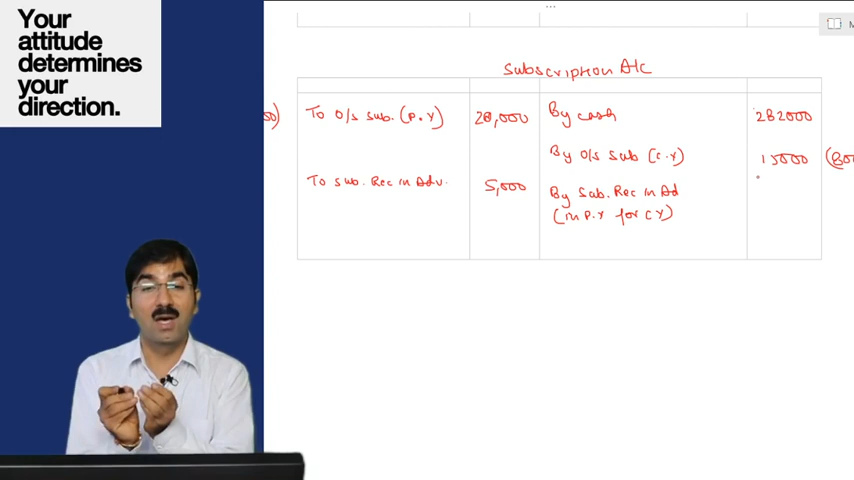 Your
attitude
determines
your
direction.
Subscription A/c
To O/s sub. (P.Y) 28,000 By cash 282000
By O/s sub (C.Y) 15000
To sub. Rec in Adv. 5,000 By Sub. Rec in Ad
(in P.Y for CY)